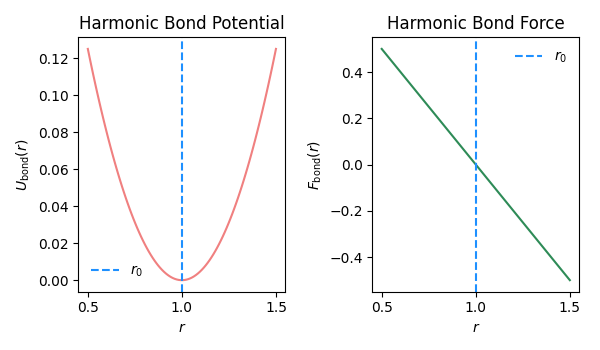 Harmonic Bond Potential
U_bond(r)
0.12
0.10
0.08
0.06
0.04
0.02
0.00
r₀
0.5 1.0 1.5
r
Harmonic Bond Force
F_bond(r)
0.4
0.2
0.0
−0.2
−0.4
r₀
0.5 1.0 1.5
r